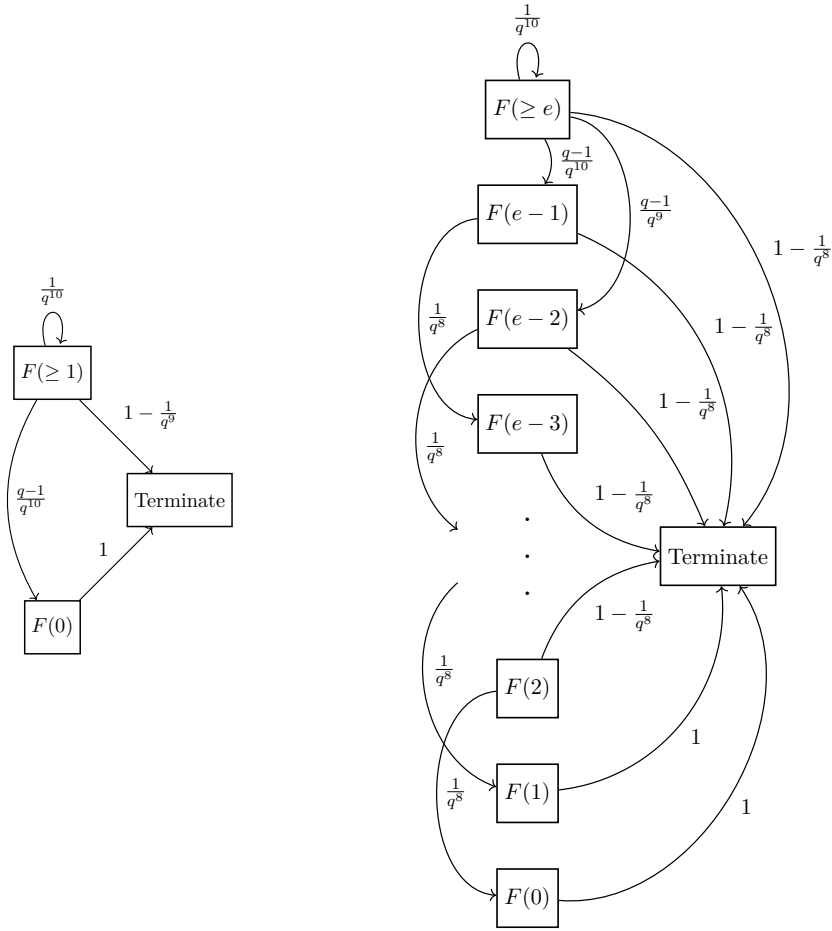 1/q^{10}
F(≥ 1)
1 − 1/q^9
(q−1)/q^{10}
Terminate
1
F(0)
1/q^{10}
F(≥ e)
(q−1)/q^{10}
F(e − 1)
(q−1)/q^9
1 − 1/q^8
1/q^8
F(e − 2)
1 − 1/q^8
1 − 1/q^8
F(e − 3)
1/q^8
1 − 1/q^8
Terminate
1 − 1/q^8
1/q^8
F(2)
1
1/q^8
F(1)
1
F(0)